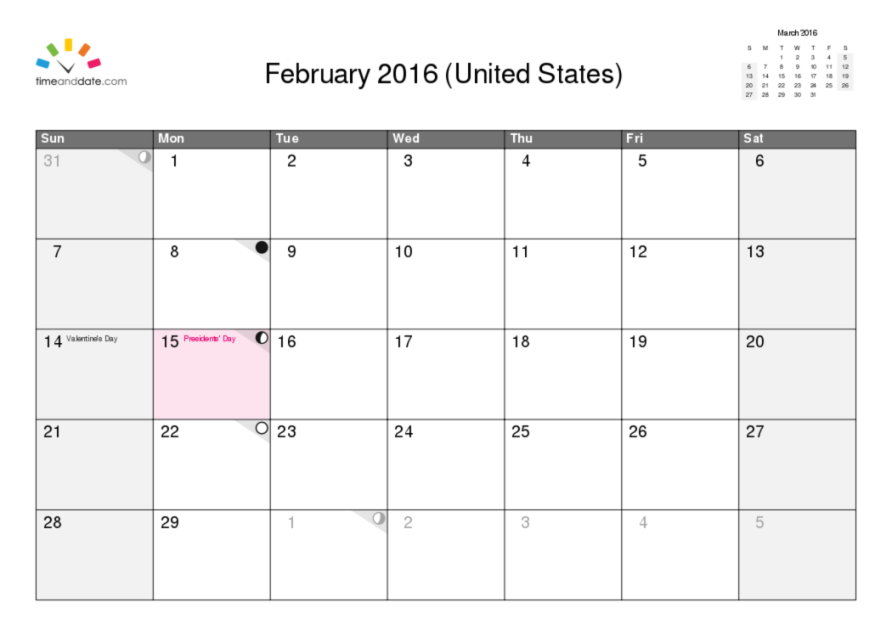 March 2016
S M T W T F S
1 2 3 4 5
6 7 8 9 10 11 12
13 14 15 16 17 18 19
20 21 22 23 24 25 26
27 28 29 30 31
timeanddate.com
February 2016 (United States)
Sun Mon Tue Wed Thu Fri Sat
31 1 2 3 4 5 6
7 8 9 10 11 12 13
14 Valentine's Day 15 Presidents' Day 16 17 18 19 20
21 22 23 24 25 26 27
28 29 1 2 3 4 5